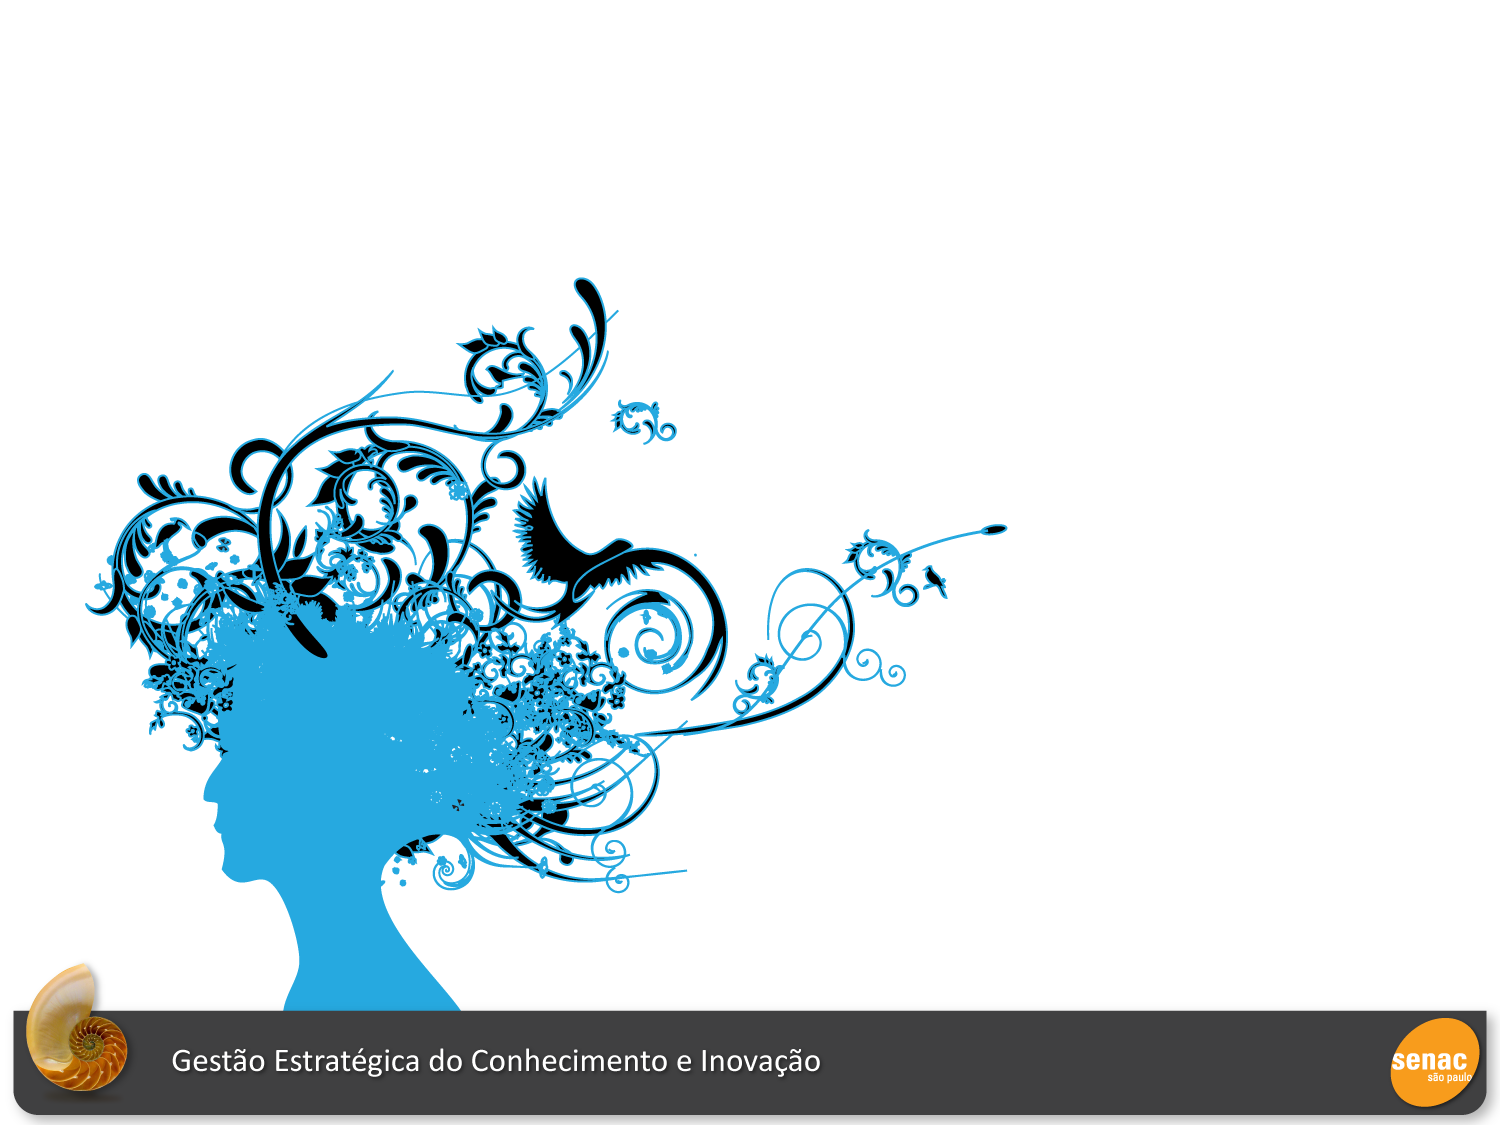 Gestão Estratégica do Conhecimento e Inovação
senac
são paulo